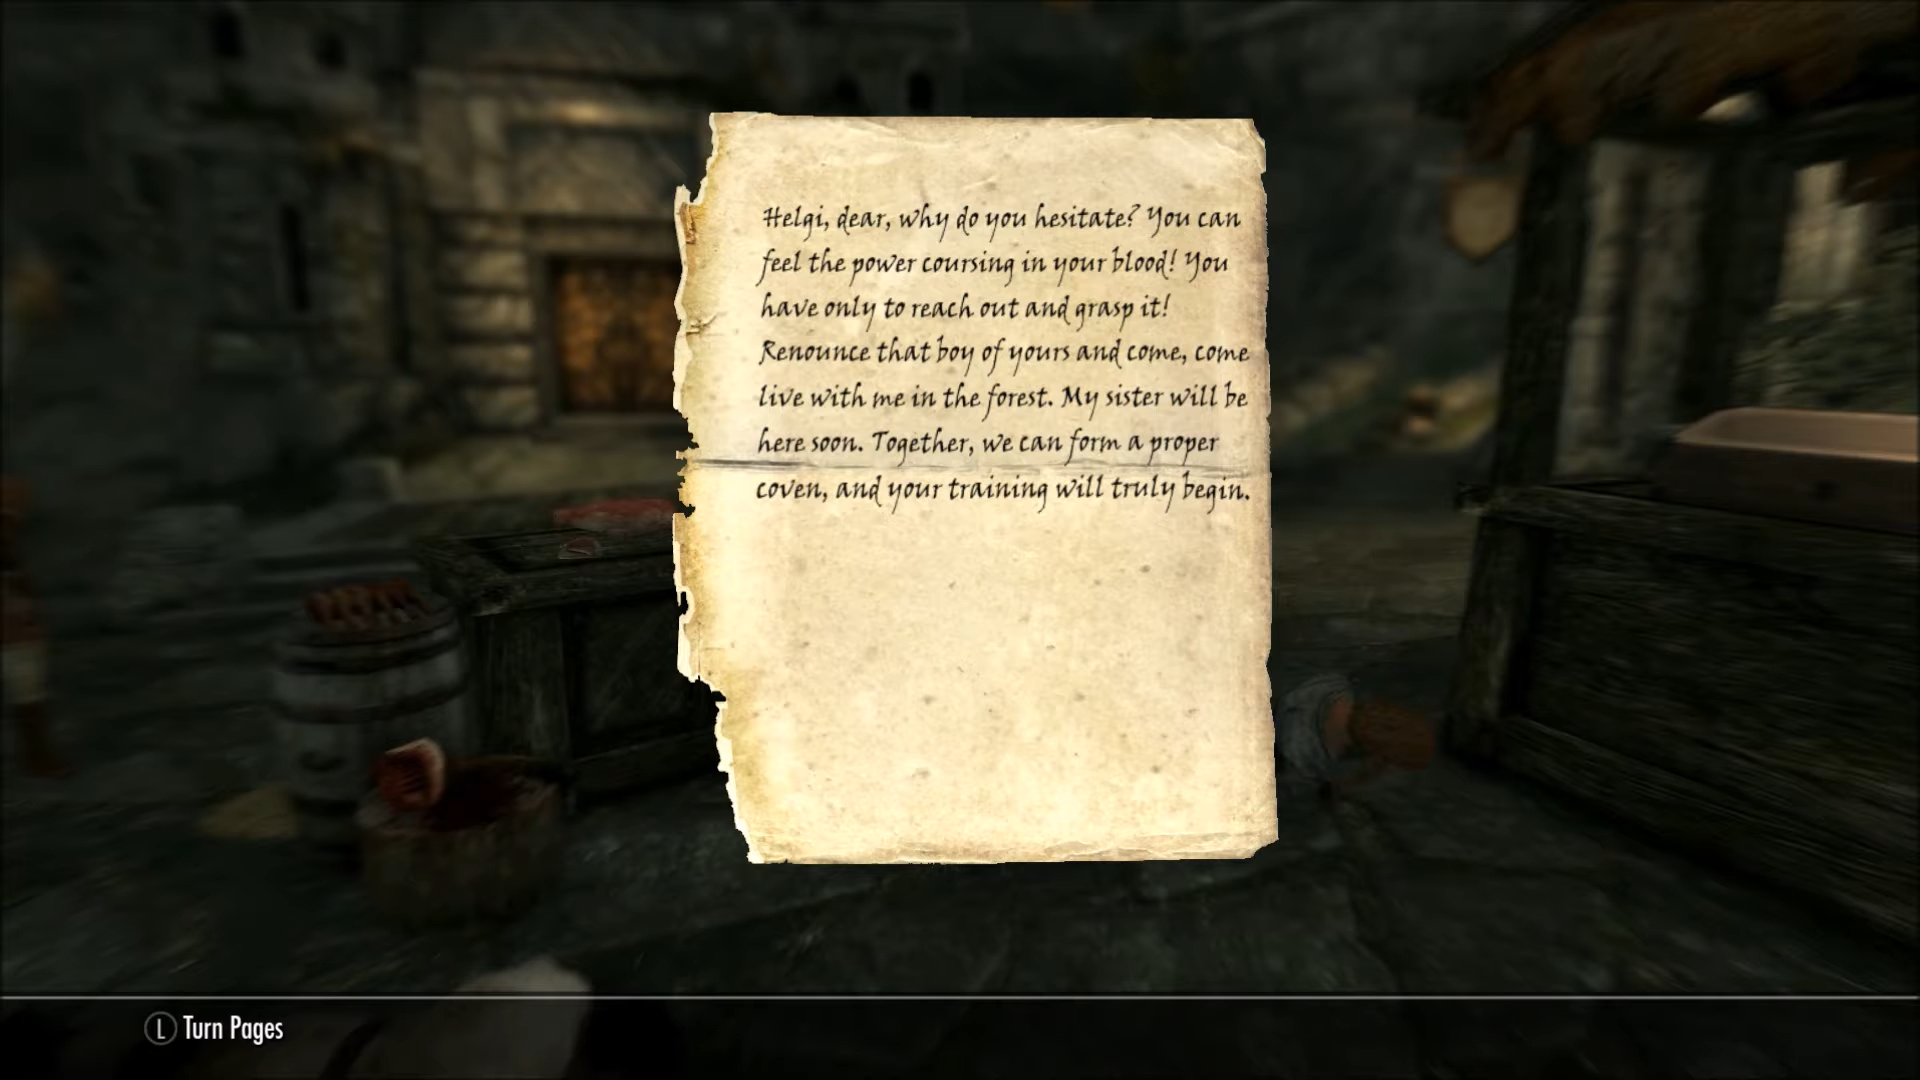 Helgi, dear, why do you hesitate? You can
feel the power coursing in your blood! You
have only to reach out and grasp it!
Renounce that boy of yours and come, come
live with me in the forest. My sister will be
here soon. Together, we can form a proper
coven, and your training will truly begin.
L Turn Pages